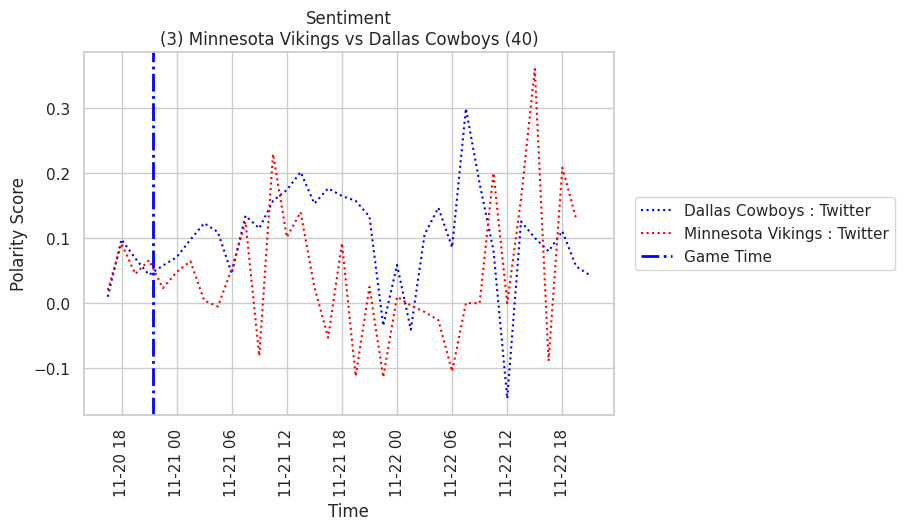 Sentiment
(3) Minnesota Vikings vs Dallas Cowboys (40)
Polarity Score
0.3
0.2
0.1
0.0
−0.1
11-20 18
11-21 00
11-21 06
11-21 12
11-21 18
11-22 00
11-22 06
11-22 12
11-22 18
Time
Dallas Cowboys : Twitter
Minnesota Vikings : Twitter
Game Time